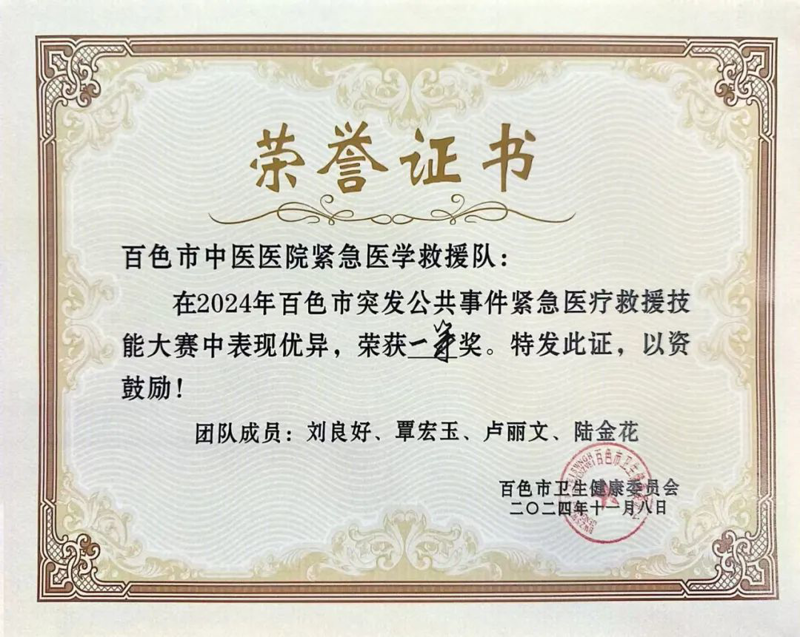 荣誉证书
百色市中医医院紧急医学救援队：
在2024年百色市突发公共事件紧急医疗救援技
能大赛中表现优异，荣获一等奖。特发此证，以资
鼓励！
团队成员：刘良好、覃宏玉、卢丽文、陆金花
百色市卫生健康委员会
二〇二四年十一月八日